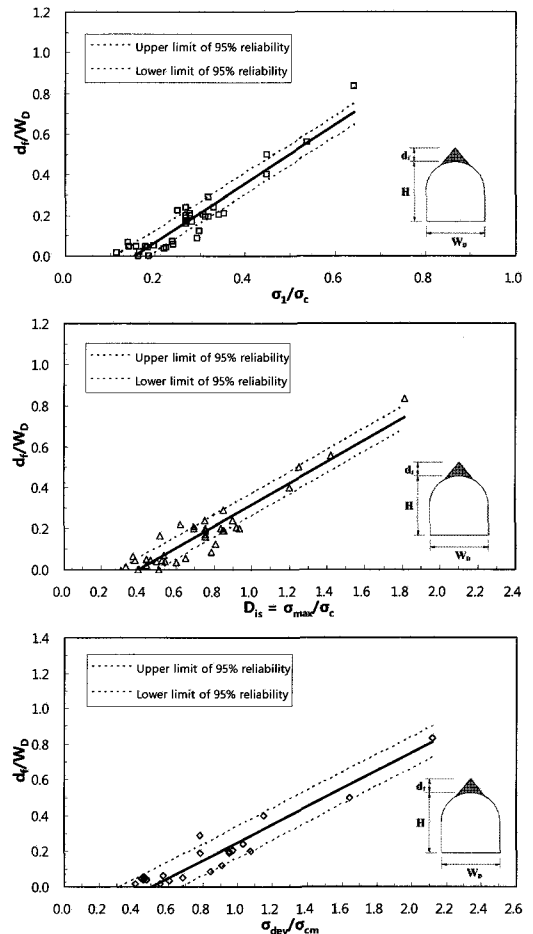 1.2
1.0
0.8
0.6
0.4
0.2
0.0
d_f/W_D
Upper limit of 95% reliability
Lower limit of 95% reliability
d_f
H
W_D
0.0 0.2 0.4 0.6 0.8 1.0
σ_1/σ_c
1.2
1.0
0.8
0.6
0.4
0.2
0.0
d_f/W_D
Upper limit of 95% reliability
Lower limit of 95% reliability
d_f
H
W_D
0.0 0.2 0.4 0.6 0.8 1.0 1.2 1.4 1.6 1.8 2.0 2.2 2.4
D_is = σ_max/σ_c
1.4
1.2
1.0
0.8
0.6
0.4
0.2
0.0
d_f/W_D
Upper limit of 95% reliability
Lower limit of 95% reliability
d_f
H
W_D
0.0 0.2 0.4 0.6 0.8 1.0 1.2 1.4 1.6 1.8 2.0 2.2 2.4 2.6
σ_dev/σ_cm